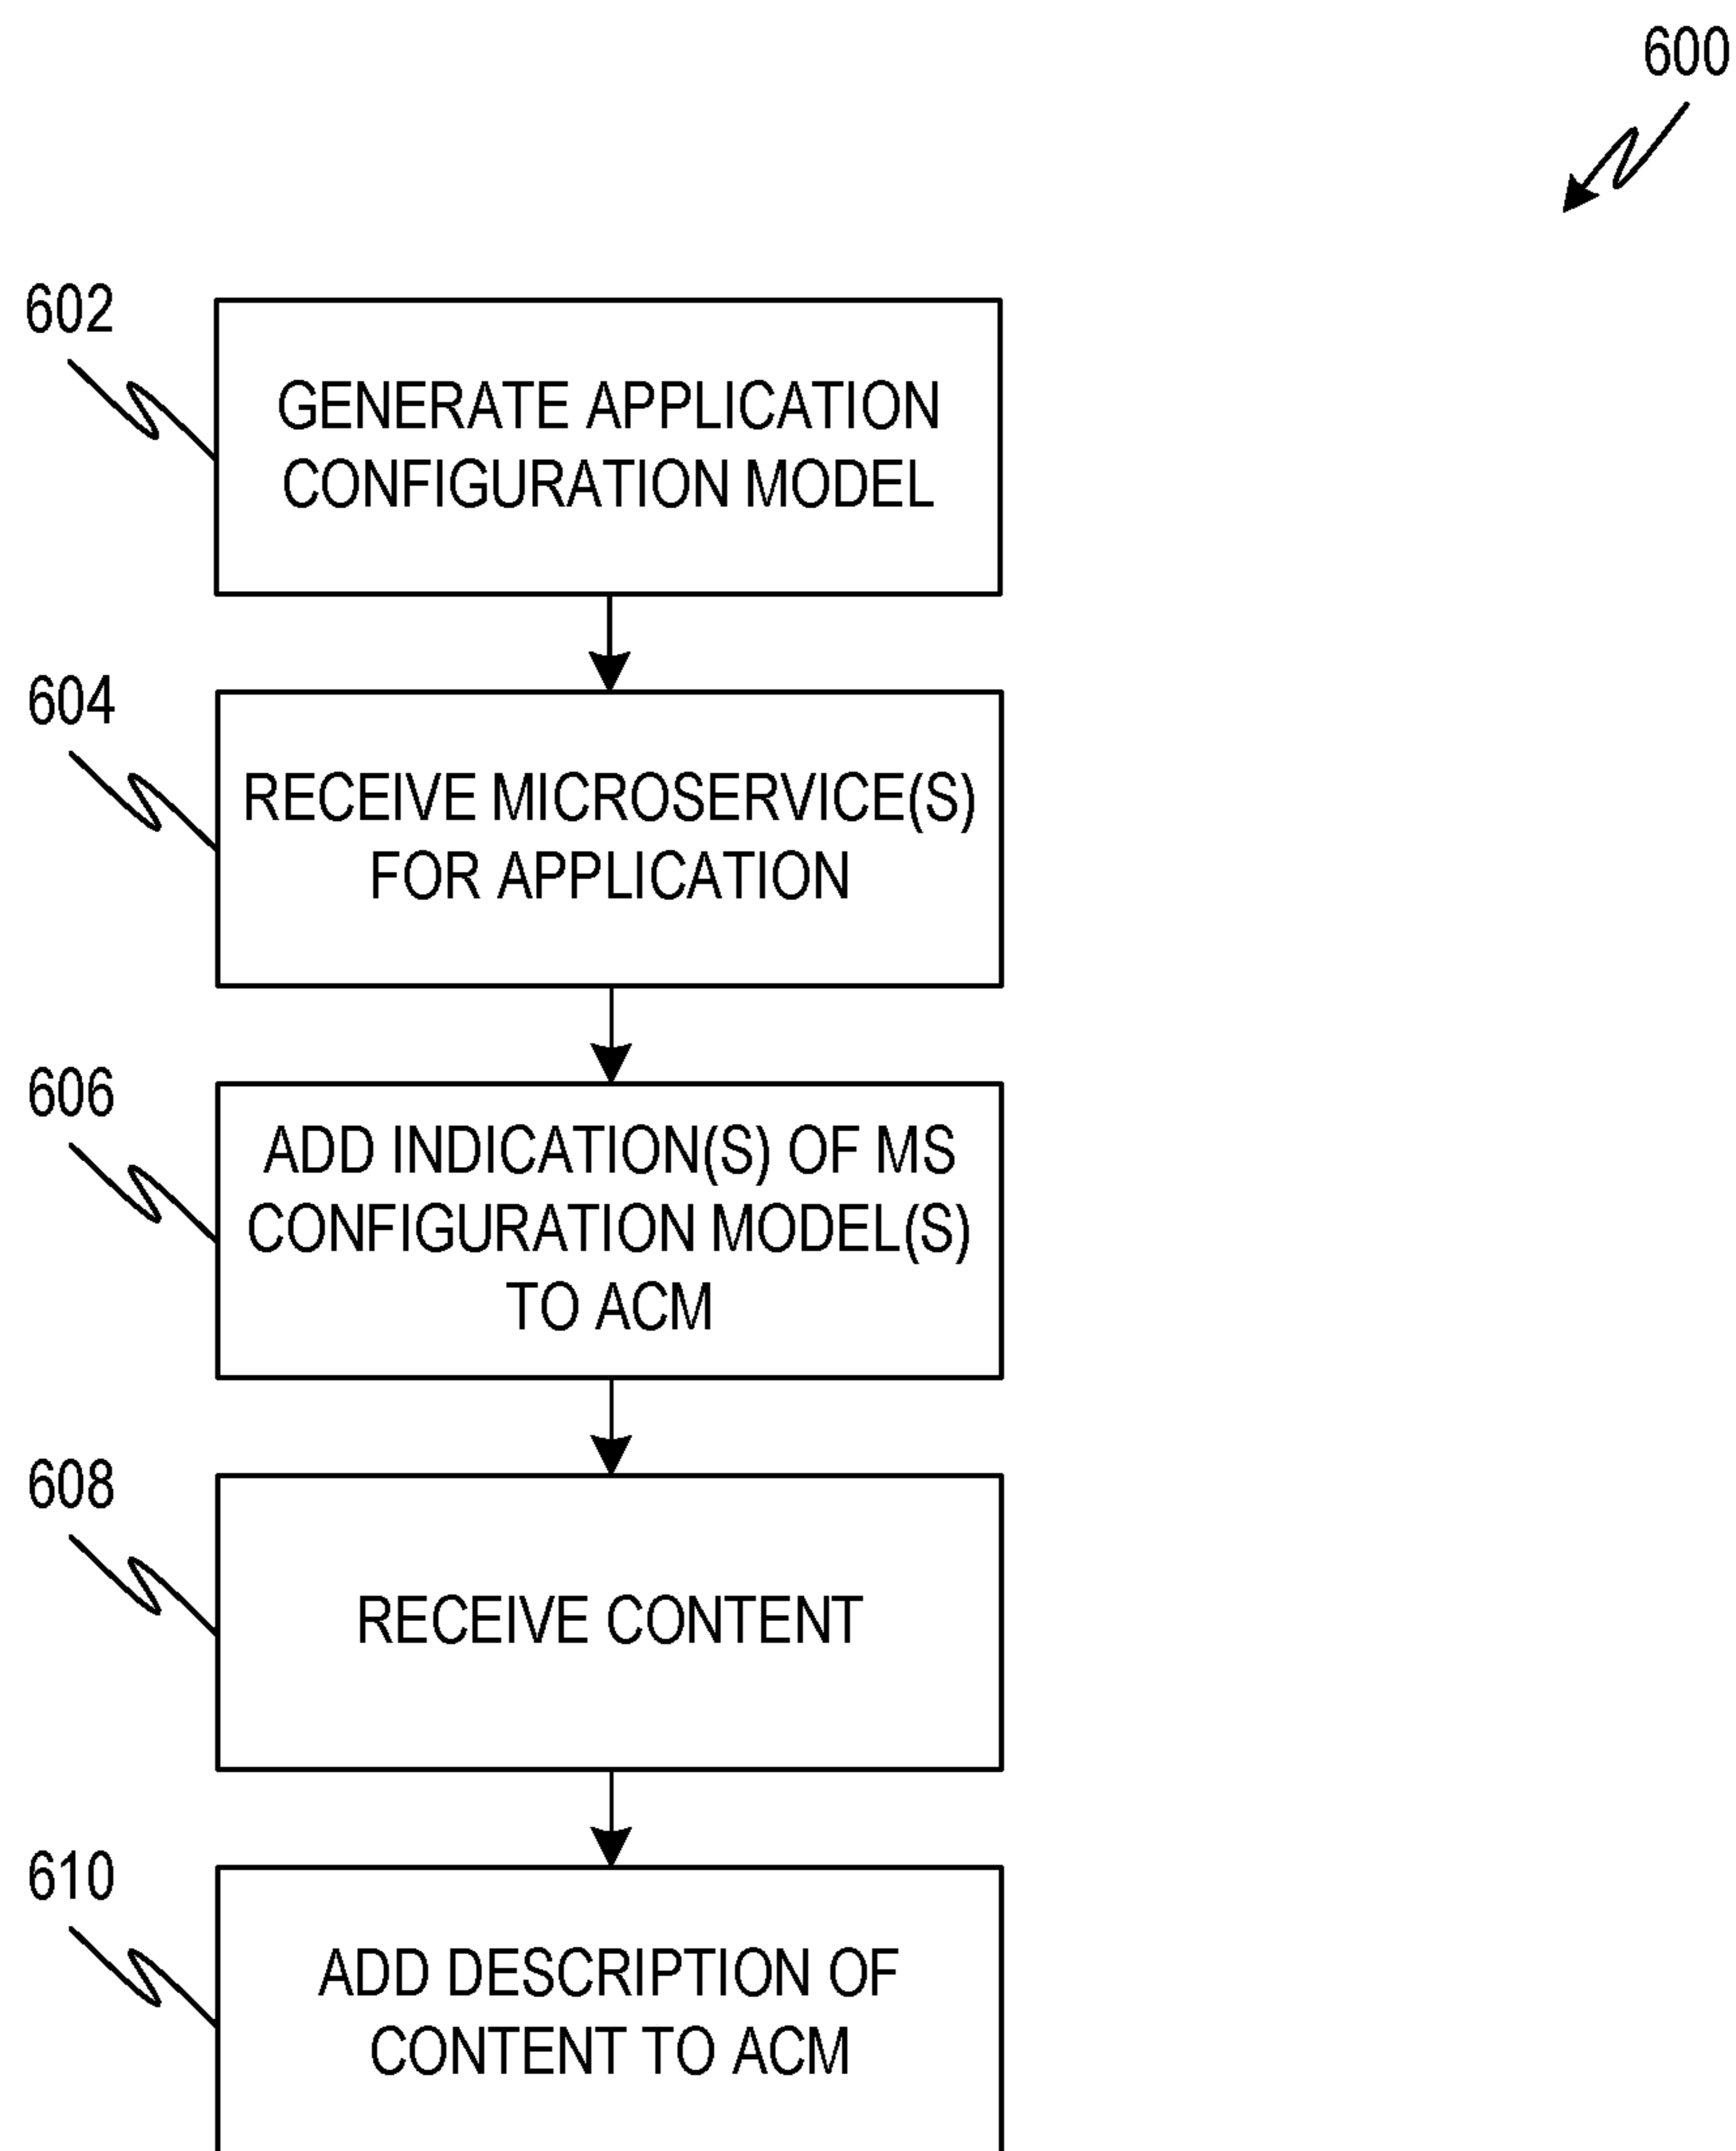 600
602
GENERATE APPLICATION
CONFIGURATION MODEL
604
RECEIVE MICROSERVICE(S)
FOR APPLICATION
606
ADD INDICATION(S) OF MS
CONFIGURATION MODEL(S)
TO ACM
608
RECEIVE CONTENT
610
ADD DESCRIPTION OF
CONTENT TO ACM